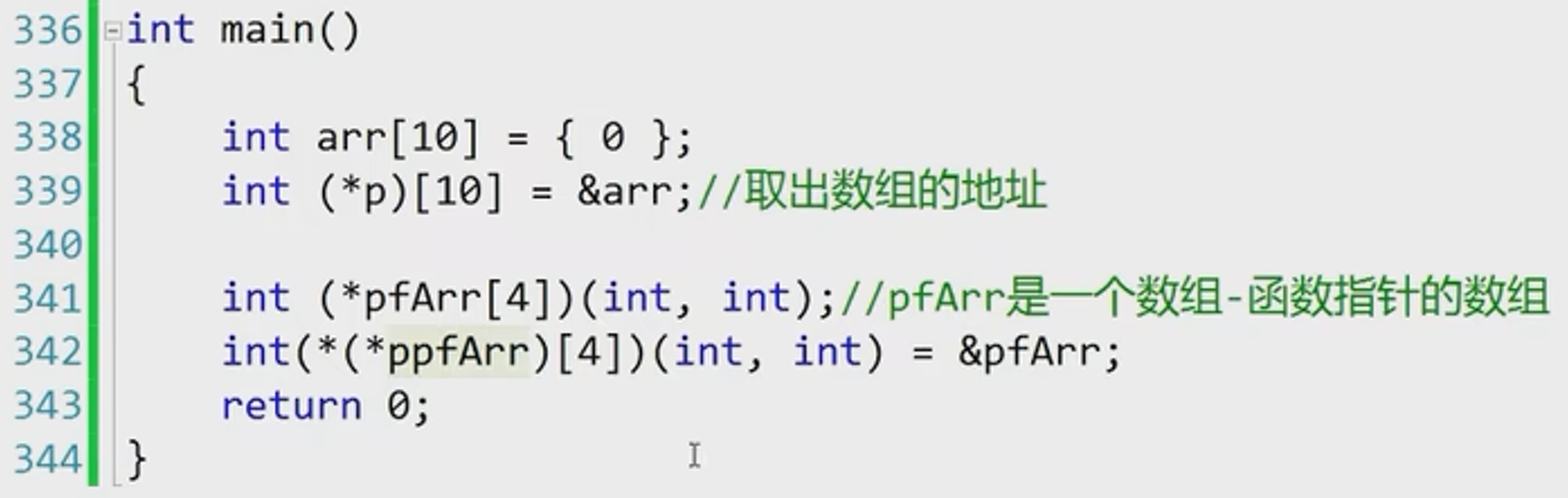 336 int main()
337 {
338 int arr[10] = { 0 };
339 int (*p)[10] = &arr;//取出数组的地址
340
341 int (*pfArr[4])(int, int);//pfArr是一个数组-函数指针的数组
342 int(*(*ppfArr)[4])(int, int) = &pfArr;
343 return 0;
344 }